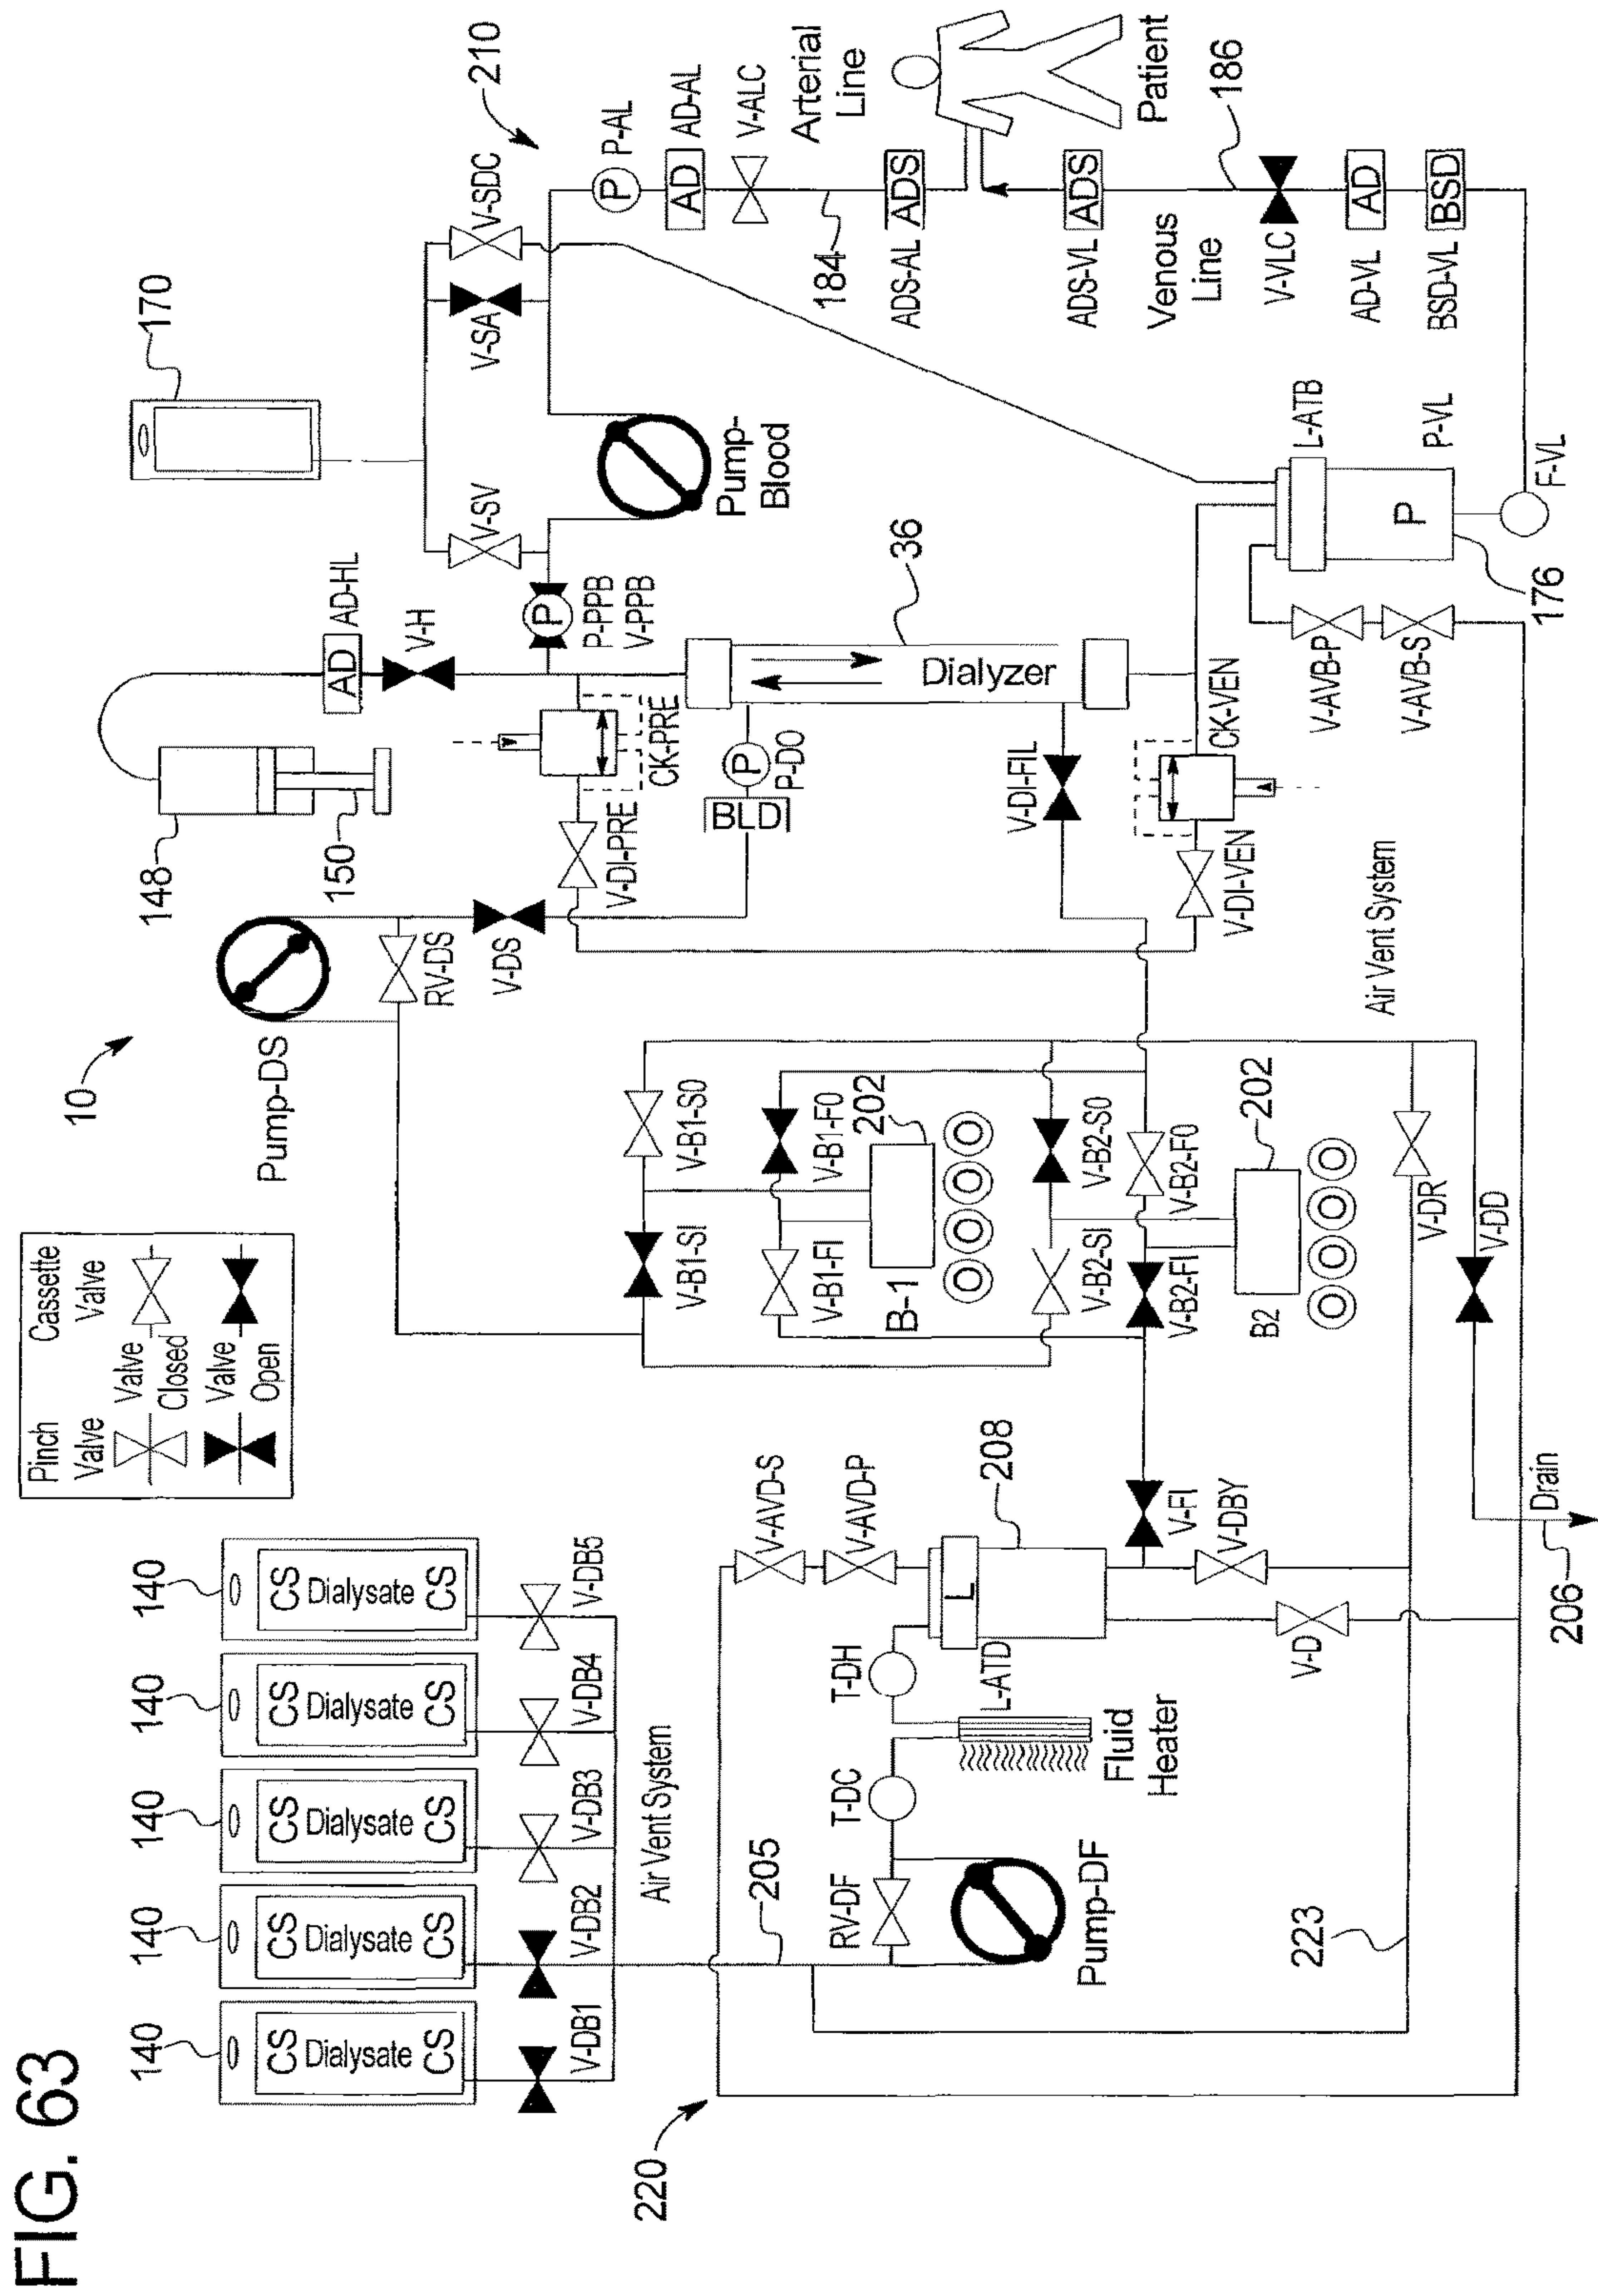 FIG. 63
10
220
210
Pinch
Valve
Cassette
Valve
Valve
Closed
Valve
Open
140
140
140
140
140
CS
Dialysate
CS
CS
Dialysate
CS
CS
Dialysate
CS
CS
Dialysate
CS
CS
Dialysate
CS
V-DB1
V-DB2
V-DB3
V-DB4
V-DB5
Air Vent System
205
V-AVD-S
V-AVD-P
RV-DF
T-DC
T-DH
L
208
L-ATD
Pump-DF
Fluid
Heater
V-FI
V-DBY
V-D
223
Drain
206
Pump-DS
RV-DS
V-DS
148
150
AD
AD-HL
V-H
170
V-SV
V-SA
V-SDC
P
P-PPB
V-PPB
Pump-
Blood
P
P-AL
AD
AD-AL
V-ALC
Arterial
Line
184
ADS
ADS-AL
Patient
ADS
ADS-VL
Venous
Line
186
V-VLC
AD
AD-VL
BSD
BSD-VL
CK-PRE
V-DI-PRE
BLD
P
P-DO
36
Dialyzer
V-DI-FIL
CK-VEN
V-DI-VEN
L-ATB
P
P-VL
F-VL
176
V-AVB-P
V-AVB-S
Air Vent System
V-B1-SI
V-B1-S0
V-B1-FI
V-B1-F0
B-1
202
V-B2-SI
V-B2-S0
V-B2-FI
V-B2-F0
B2
202
V-DR
V-DD